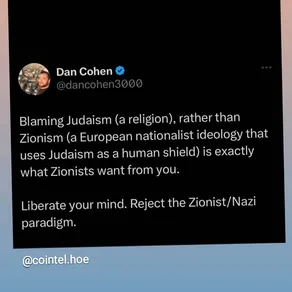 Dan Cohen
@dancohen3000
Blaming Judaism (a religion), rather than
Zionism (a European nationalist ideology that
uses Judaism as a human shield) is exactly
what Zionists want from you.
Liberate your mind. Reject the Zionist/Nazi
paradigm.
@cointel.hoe